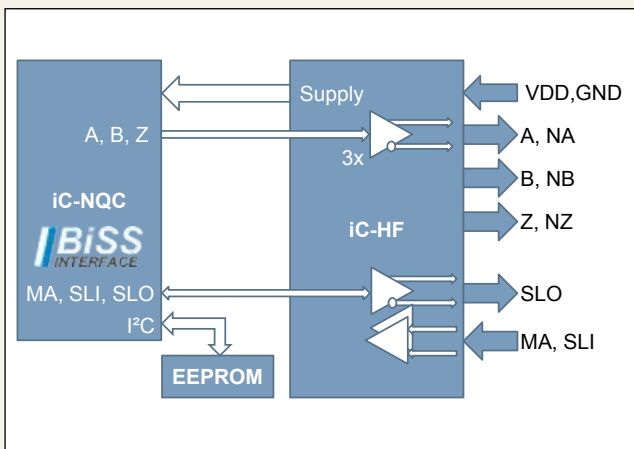 Supply
VDD,GND
A, B, Z
3x
A, NA
B, NB
iC-NQC
iC-HF
Z, NZ
BiSS
INTERFACE
MA, SLI, SLO
SLO
I²C
MA, SLI
EEPROM